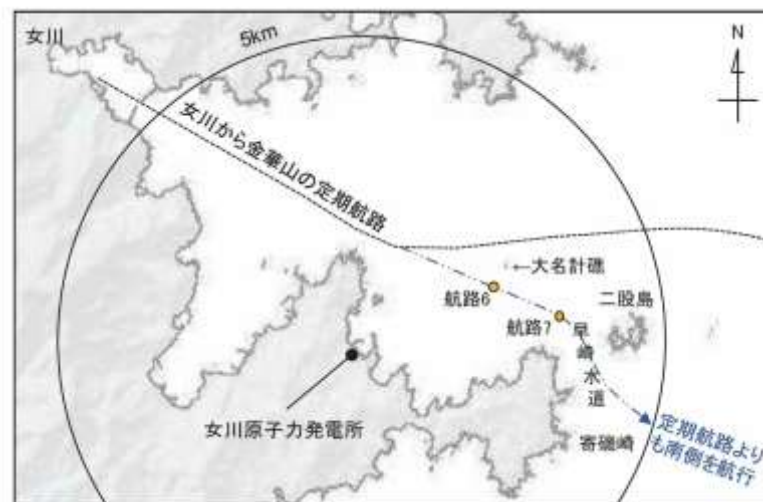 女川
5km
N
女川から金華山の定期航路
←大名計礁
航路6
二股島
航路7
早崎水道
女川原子力発電所
寄磯崎
定期航路より
も南側を航行